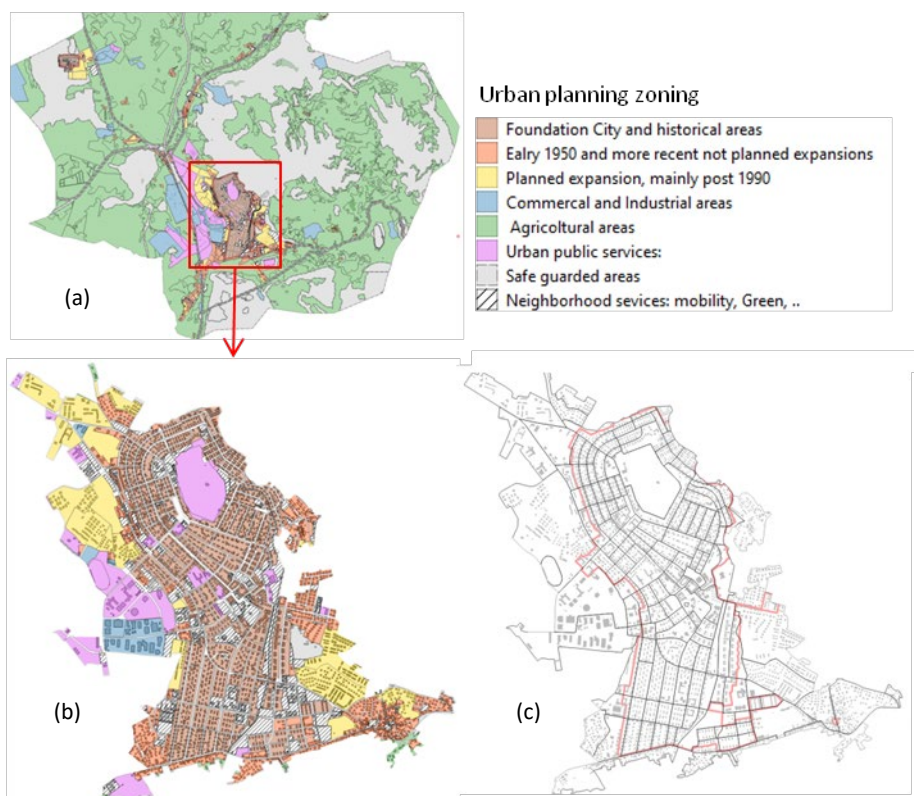 Urban planning zoning
Foundation City and historical areas
Ealry 1950 and more recent not planned expansions
Planned expansion, mainly post 1990
Commercal and Industrial areas
Agricoltural areas
Urban public services:
Safe guarded areas
Neighborhood sevices: mobility, Green, ..
(a)
(b)
(c)